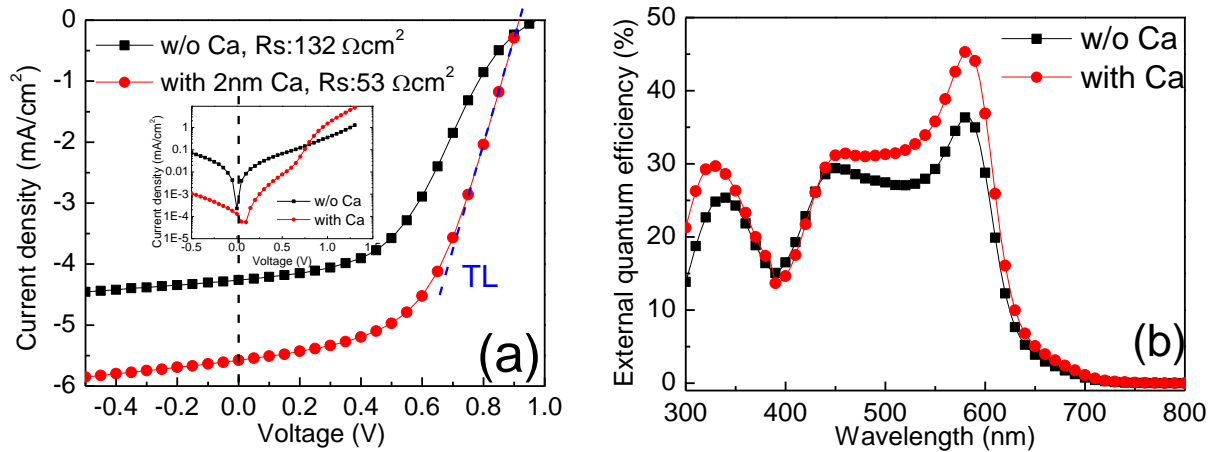 w/o Ca, Rs:132 Ωcm²
with 2nm Ca, Rs:53 Ωcm²
Current density (mA/cm²)
0
-1
-2
-3
-4
-5
-6
-0.4 -0.2 0.0 0.2 0.4 0.6 0.8 1.0
Voltage (V)
TL
(a)
Current density (mA/cm²)
1
0.1
0.01
1E-3
1E-4
1E-5
-0.5 0.0 0.5 1.0 1.5
Voltage (V)
w/o Ca
with Ca
External quantum efficiency (%)
50
40
30
20
10
0
300 400 500 600 700 800
Wavelength (nm)
w/o Ca
with Ca
(b)